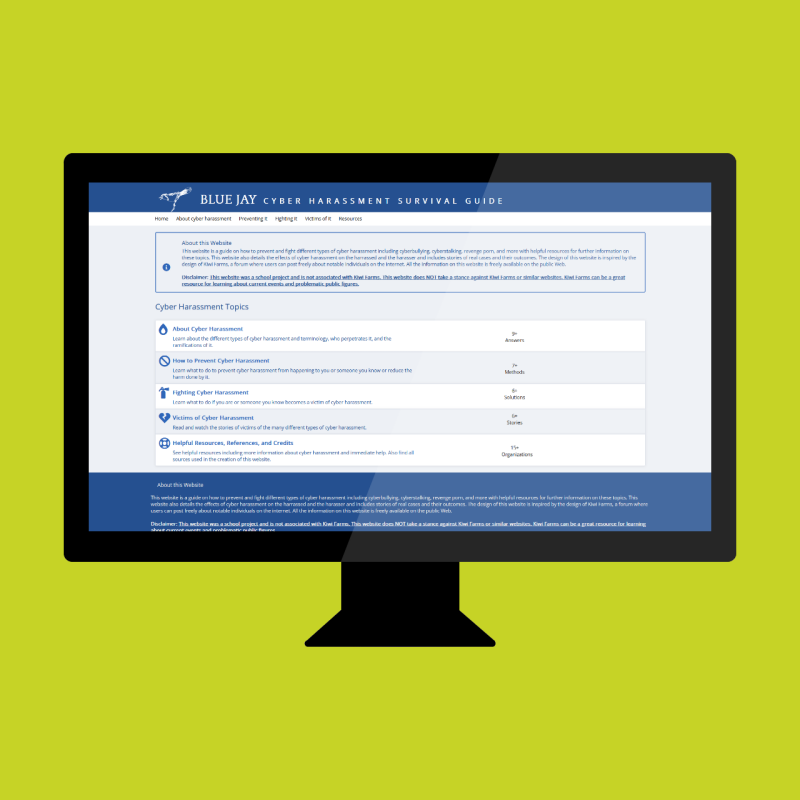 BLUE JAY CYBER HARASSMENT SURVIVAL GUIDE
Home About cyber harassment Preventing it Fighting it Victims of it Resources
About this Website
This website is a guide on how to prevent and fight different types of cyber harassment including cyberbullying, cyberstalking, revenge porn, and more with helpful resources for further information on
these topics. This website also details the effects of cyber harassment on the harassed and the harasser and includes stories of real cases and their outcomes. The design of this website is inspired by the
design of Kiwi Farms, a forum where users can post freely about notable individuals on the internet. All the information on this website is freely available on the public Web.
Disclaimer: This website was a school project and is not associated with Kiwi Farms. This website does NOT take a stance against Kiwi Farms or similar websites. Kiwi Farms can be a great
resource for learning about current events and problematic public figures.
Cyber Harassment Topics
About Cyber Harassment
Learn about the different types of cyber harassment and terminology, who perpetrates it, and the
ramifications of it.
3+
Answers
How to Prevent Cyber Harassment
Learn what to do to prevent cyber harassment from happening to you or someone you know or reduce the
harm done by it.
7+
Methods
Fighting Cyber Harassment
Learn what to do if you are or someone you know becomes a victim of cyber harassment.
Solutions
Victims of Cyber Harassment
Read and watch the stories of victims of the many different types of cyber harassment.
Stories
Helpful Resources, References, and Credits
See helpful resources including more information about cyber harassment and immediate help. Also find all
sources used in the creation of this website.
Organizations
About this Website
This website is a guide on how to prevent and fight different types of cyber harassment including cyberbullying, cyberstalking, revenge porn, and more with helpful resources for further information on these topics. This
website also details the effects of cyber harassment on the harassed and the harasser and includes stories of real cases and their outcomes. The design of this website is inspired by the design of Kiwi Farms, a forum where
users can post freely about notable individuals on the internet. All the information on this website is freely available on the public Web.
Disclaimer: This website was a school project and is not associated with Kiwi Farms. This website does NOT take a stance against Kiwi Farms or similar websites. Kiwi Farms can be a great resource for learning
about current events and problematic public figures.